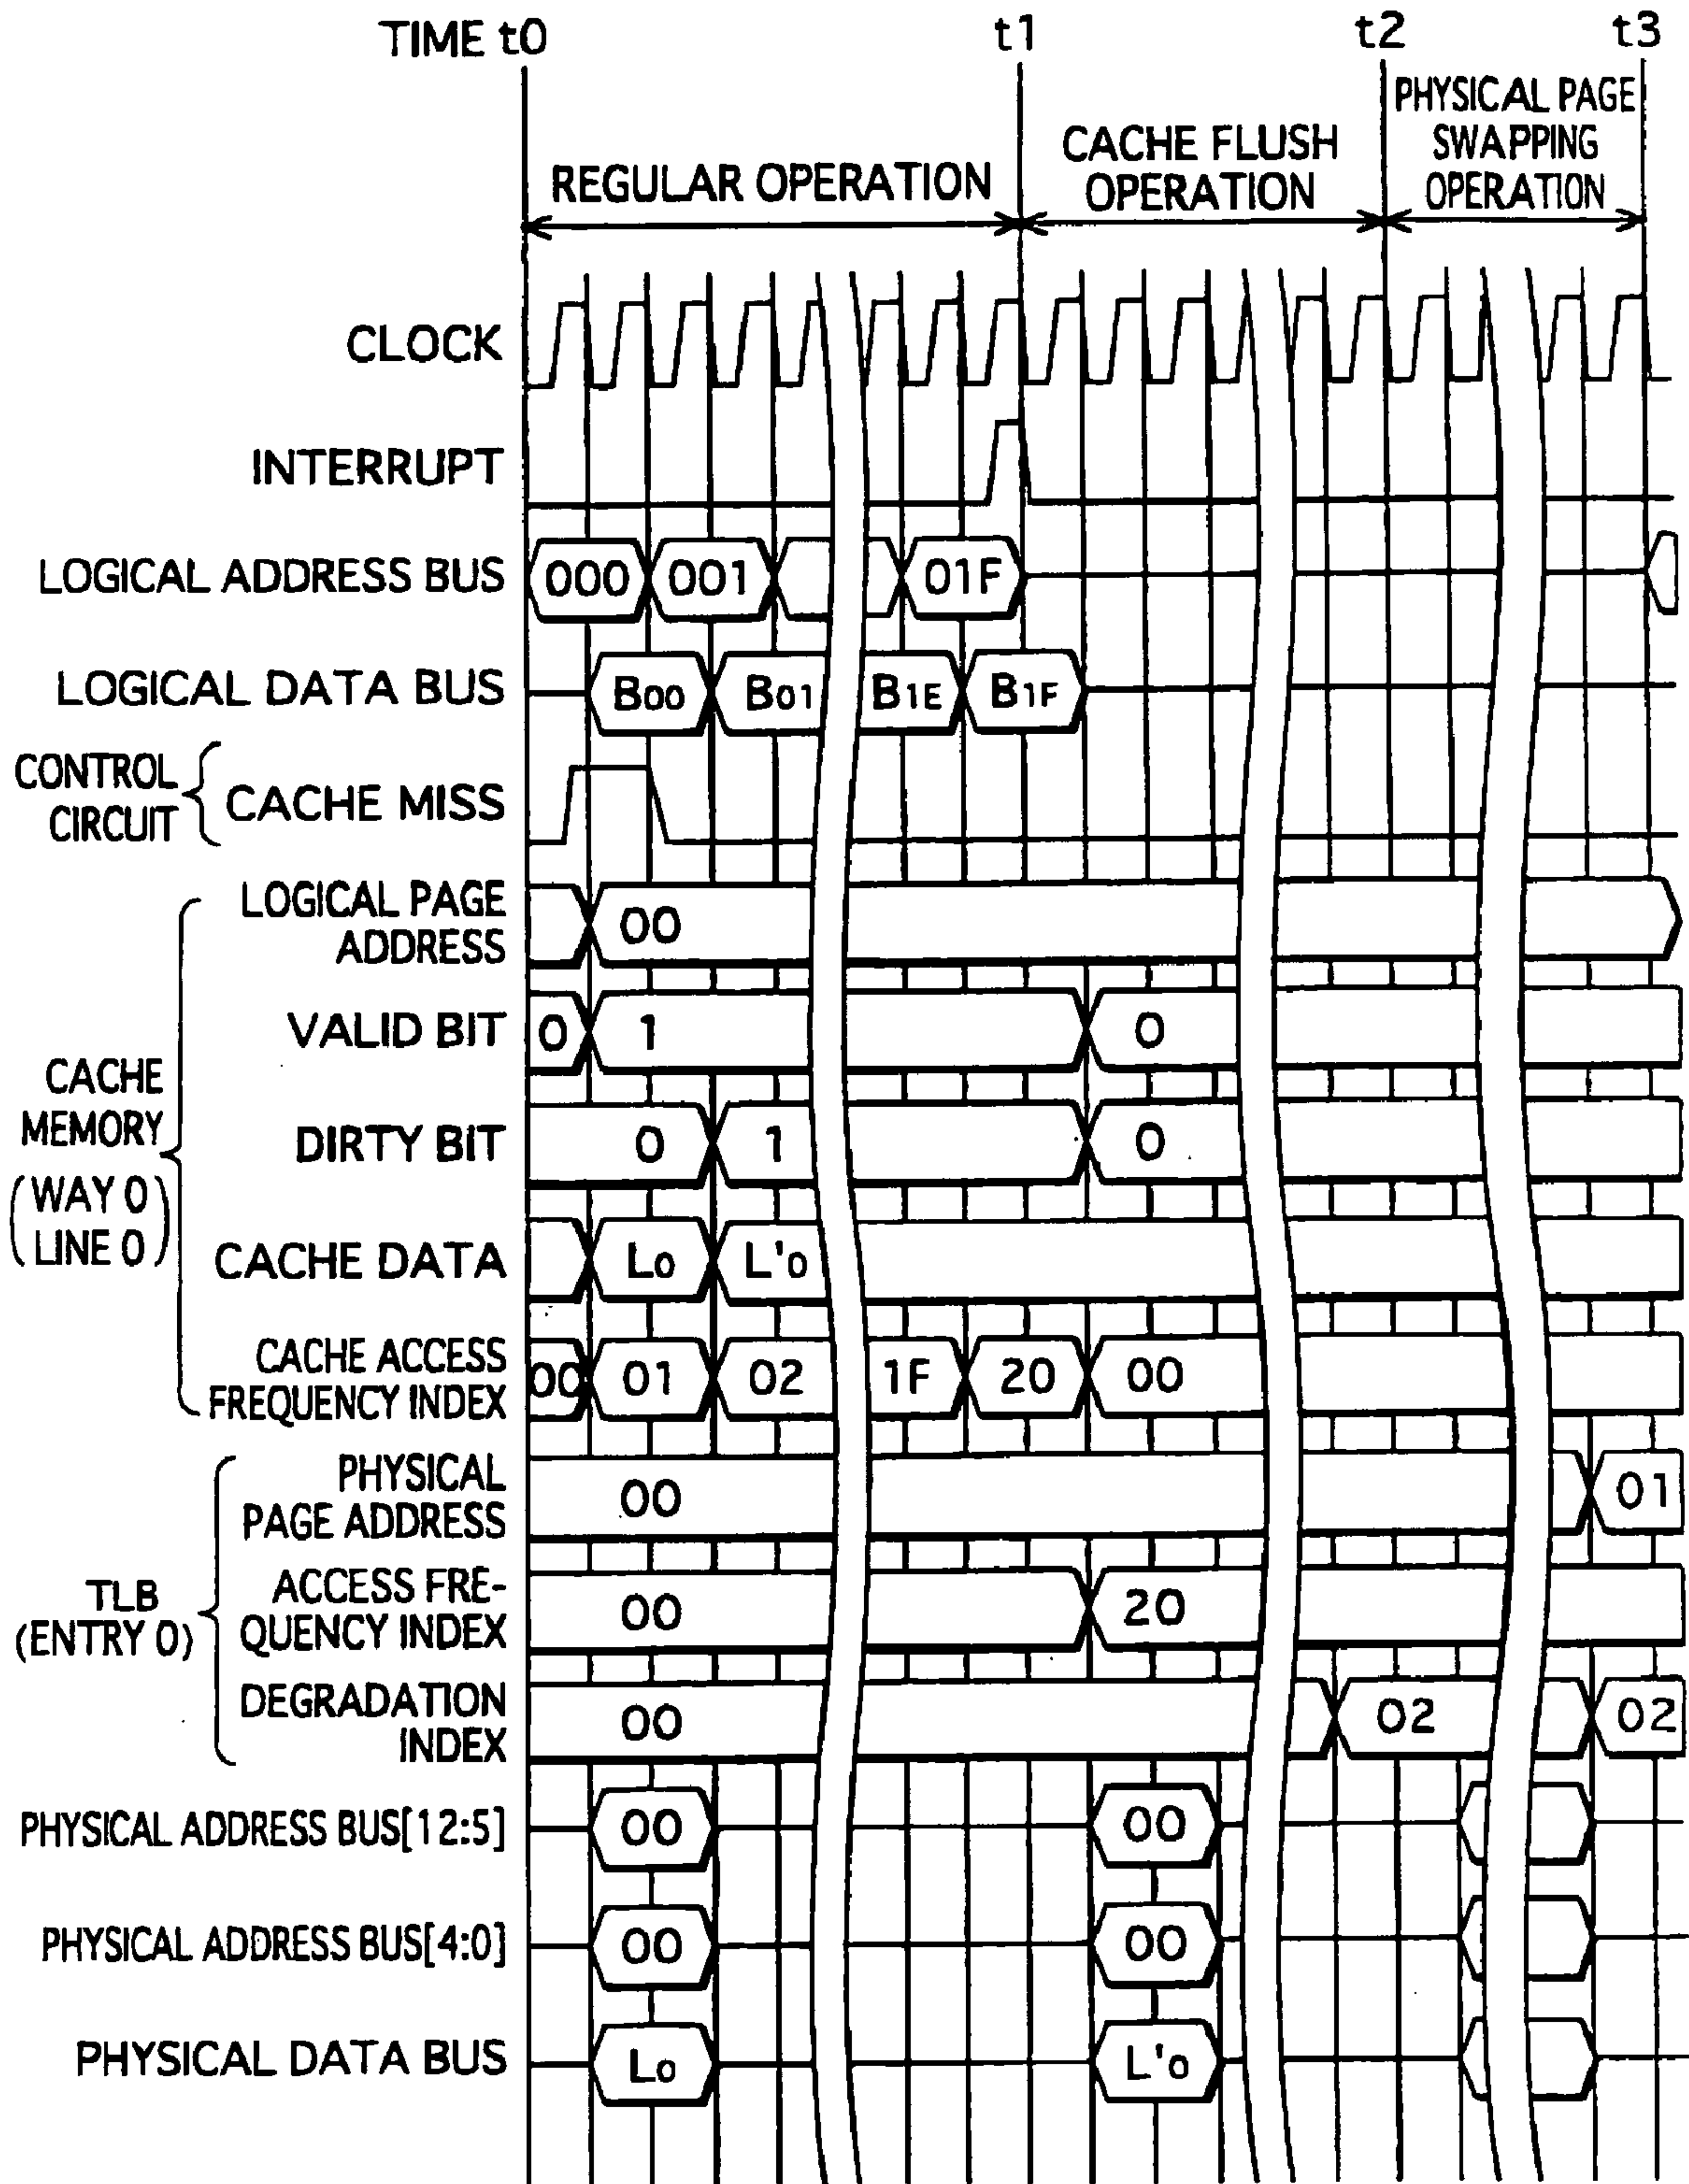 TIME t0 t1 t2 t3
PHYSICAL PAGE
SWAPPING
OPERATION
CACHE FLUSH
OPERATION
REGULAR OPERATION
CLOCK
INTERRUPT
LOGICAL ADDRESS BUS 000 001 01F
LOGICAL DATA BUS B00 B01 B1E B1F
CONTROL
CIRCUIT
CACHE MISS
CACHE
MEMORY
(WAY 0
LINE 0)
LOGICAL PAGE
ADDRESS
00
VALID BIT 0 1 0
DIRTY BIT 0 1 0
CACHE DATA L0 L'0
CACHE ACCESS
FREQUENCY INDEX
00 01 02 1F 20 00
TLB
(ENTRY 0)
PHYSICAL
PAGE ADDRESS
00 01
ACCESS FRE-
QUENCY INDEX
00 20
DEGRADATION
INDEX
00 02 02
PHYSICAL ADDRESS BUS[12:5] 00 00
PHYSICAL ADDRESS BUS[4:0] 00 00
PHYSICAL DATA BUS L0 L'0